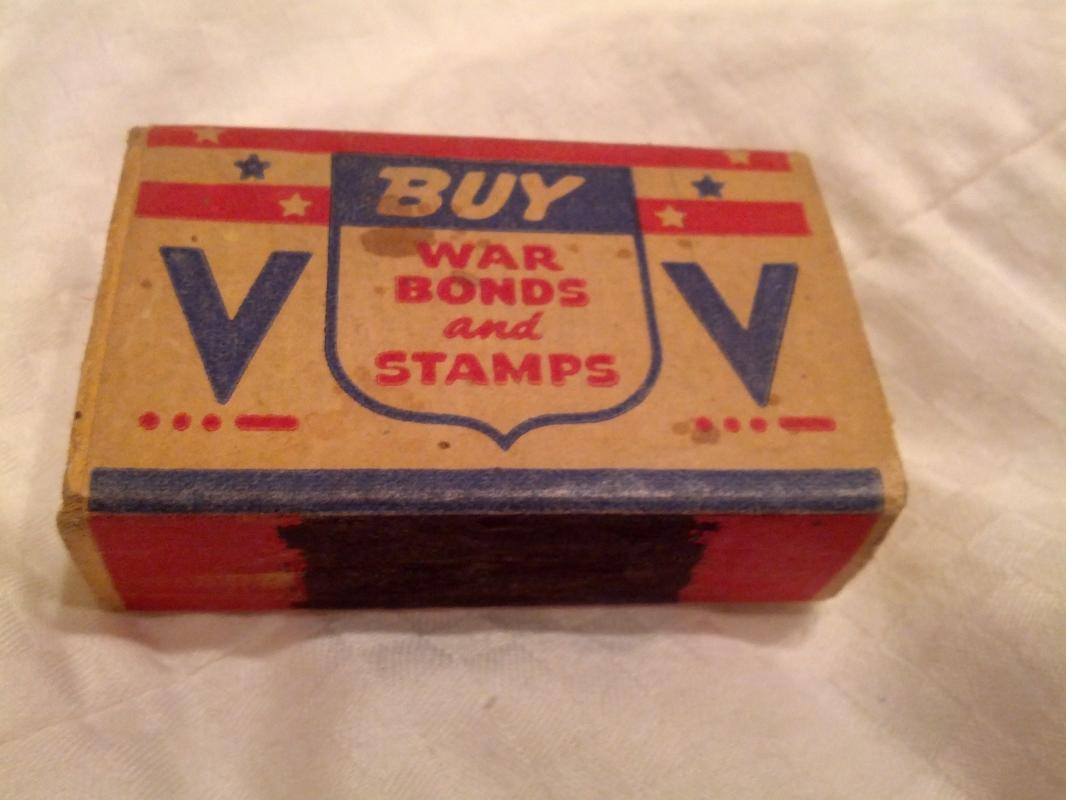 BUY
WAR
BONDS
and
STAMPS
V V